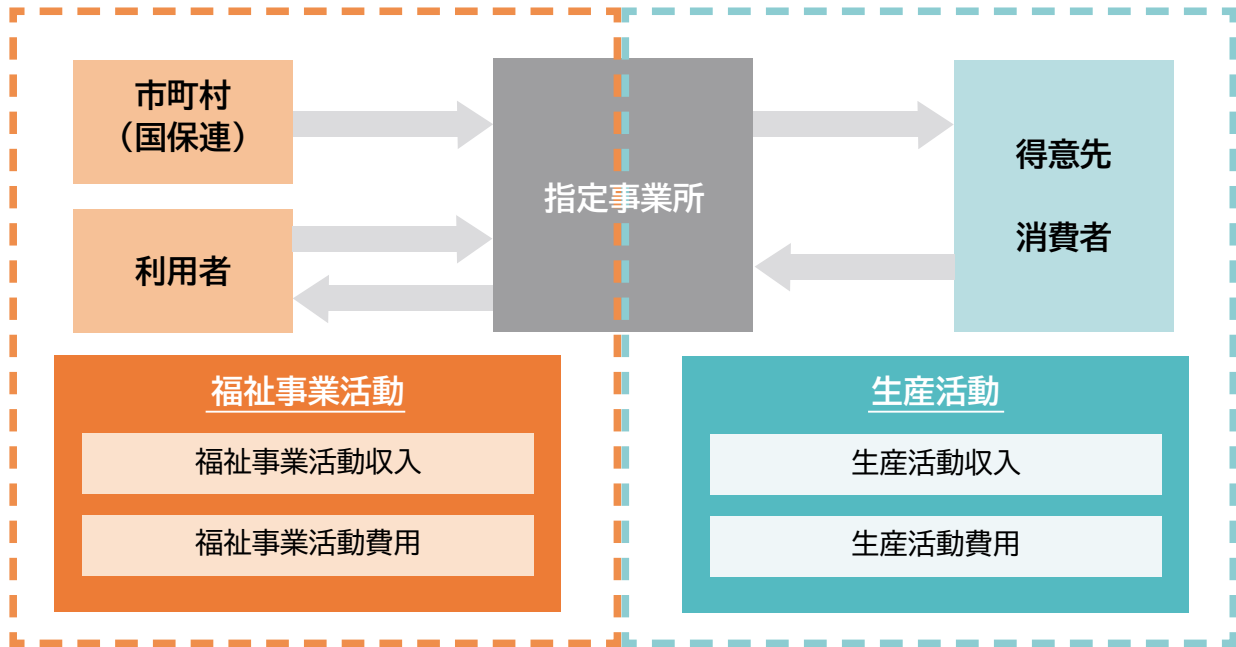 市町村
（国保連）
指定事業所
得意先
消費者
利用者
福祉事業活動
福祉事業活動収入
福祉事業活動費用
生産活動
生産活動収入
生産活動費用